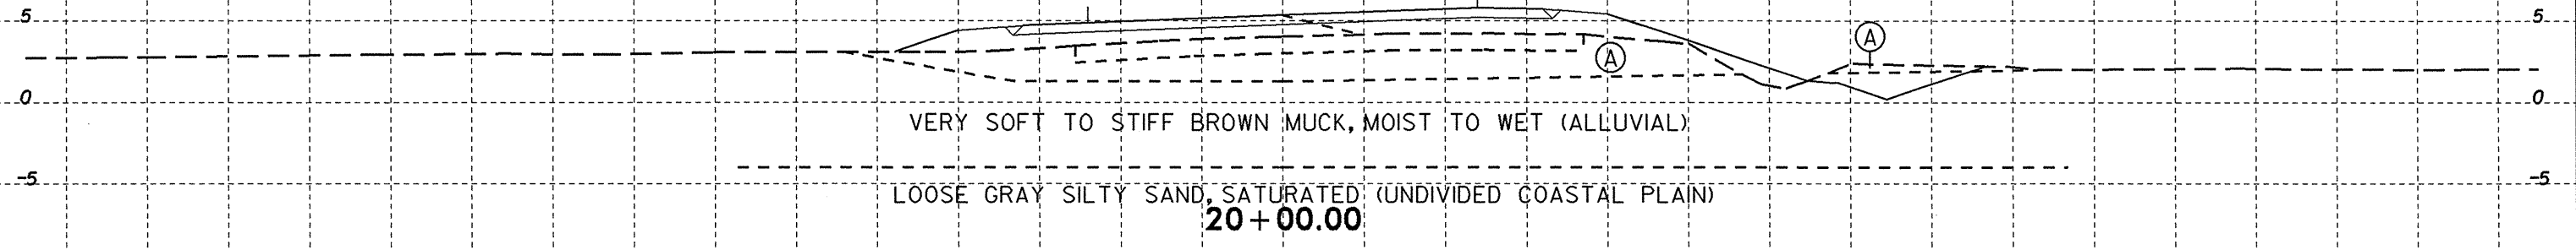 5 5
A
A
0 0
VERY SOFT TO STIFF BROWN MUCK, MOIST TO WET (ALLUVIAL)
-5 -5
LOOSE GRAY SILTY SAND, SATURATED (UNDIVIDED COASTAL PLAIN)
20+00.00